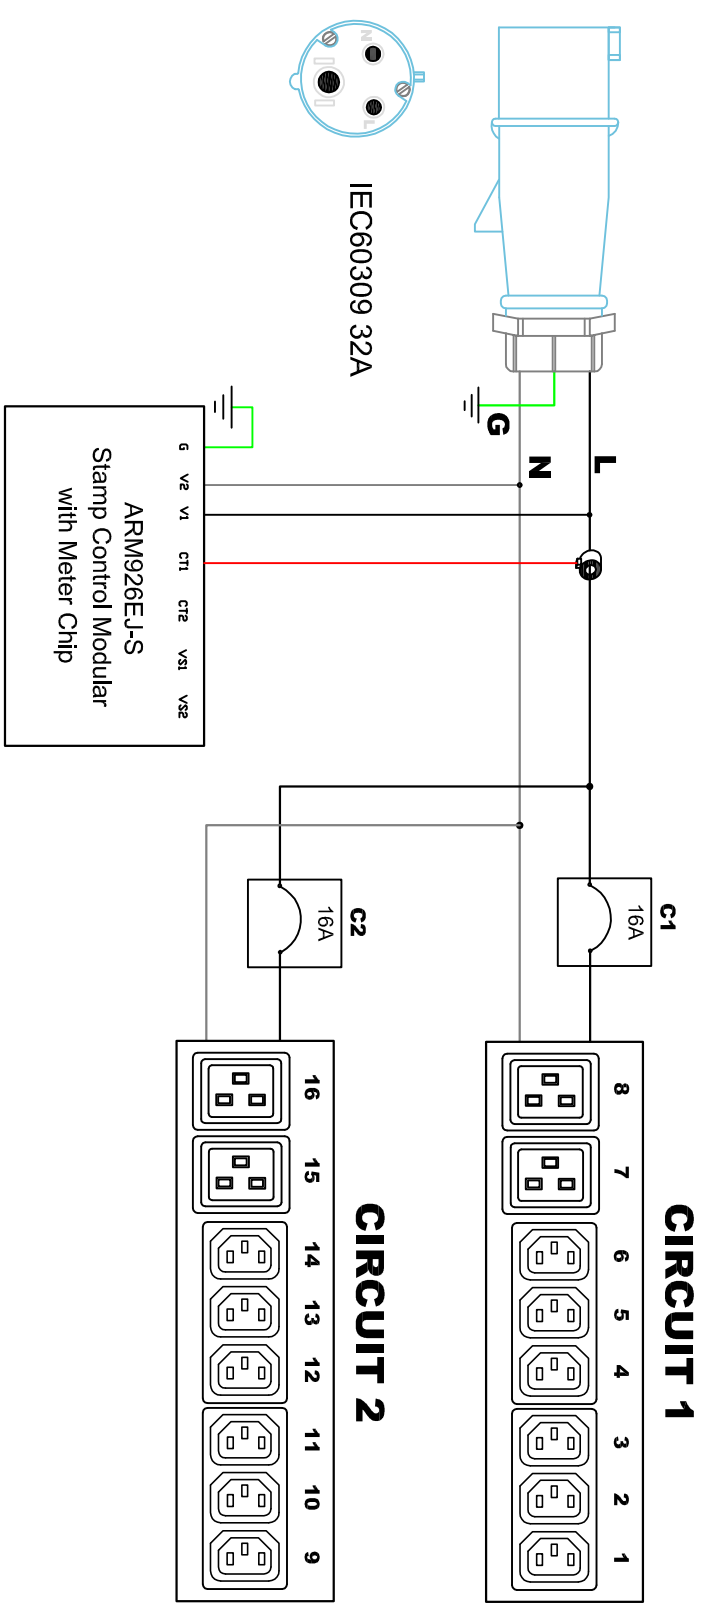 N
L
IEC60309 32A
G
N
L
G
V2
V1
CT1
CT2
VS1
VS2
ARM926EJ-S
Stamp Control Modular
with Meter Chip
C1
16A
C2
16A
CIRCUIT 1
8
7
6
5
4
3
2
1
CIRCUIT 2
16
15
14
13
12
11
10
9